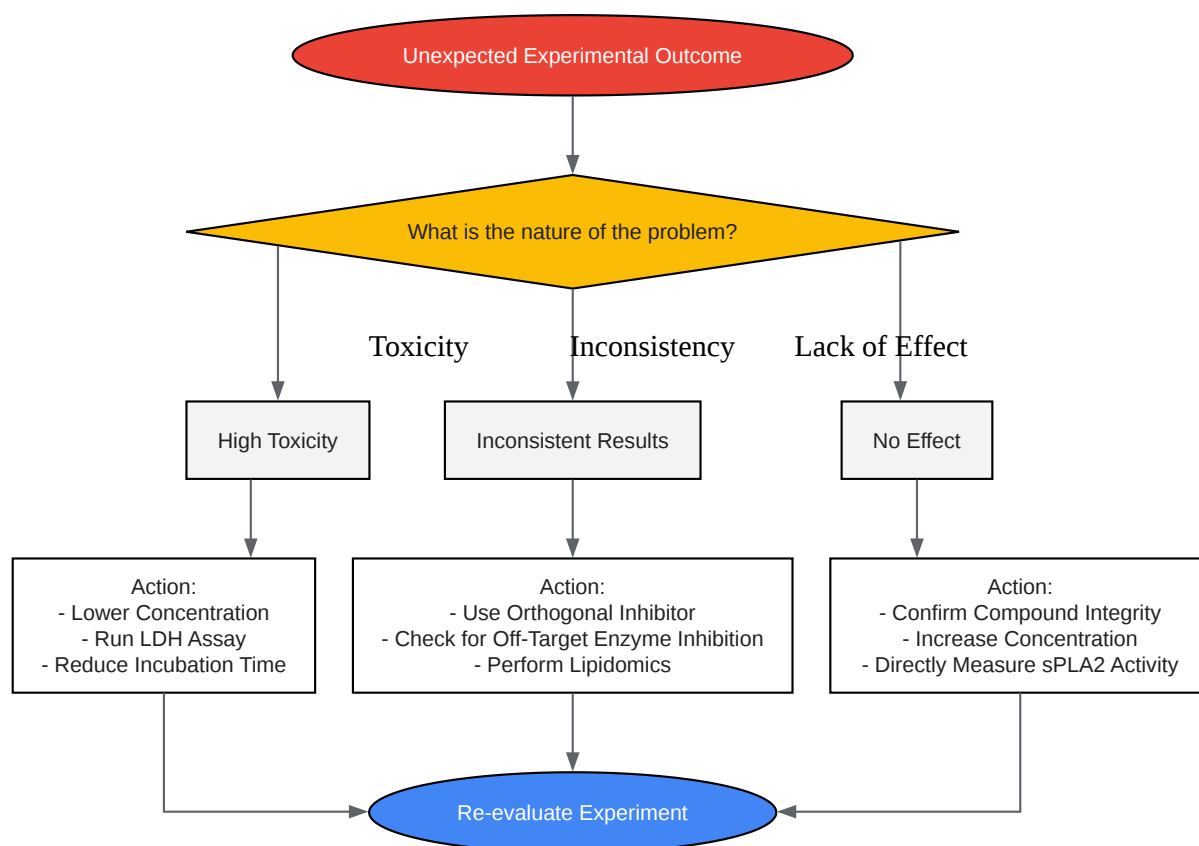 Unexpected Experimental Outcome
What is the nature of the problem?
Toxicity
Inconsistency
Lack of Effect
High Toxicity
Inconsistent Results
No Effect
Action:
- Lower Concentration
- Run LDH Assay
- Reduce Incubation Time
Action:
- Use Orthogonal Inhibitor
- Check for Off-Target Enzyme Inhibition
- Perform Lipidomics
Action:
- Confirm Compound Integrity
- Increase Concentration
- Directly Measure sPLA2 Activity
Re-evaluate Experiment